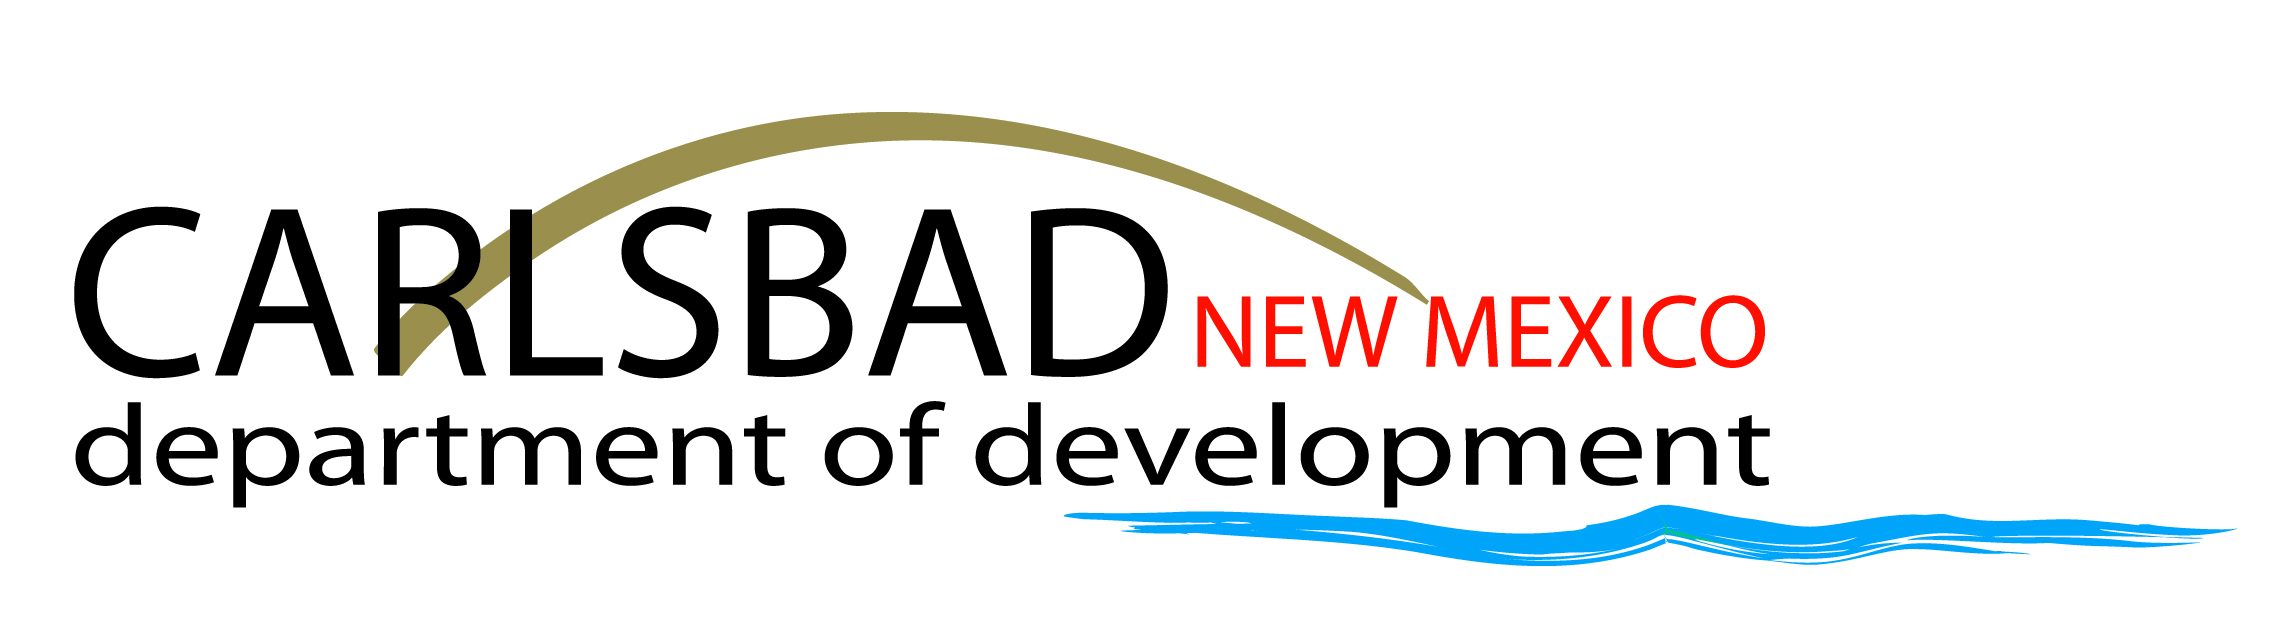 CARLSBAD NEW MEXICO
department of development